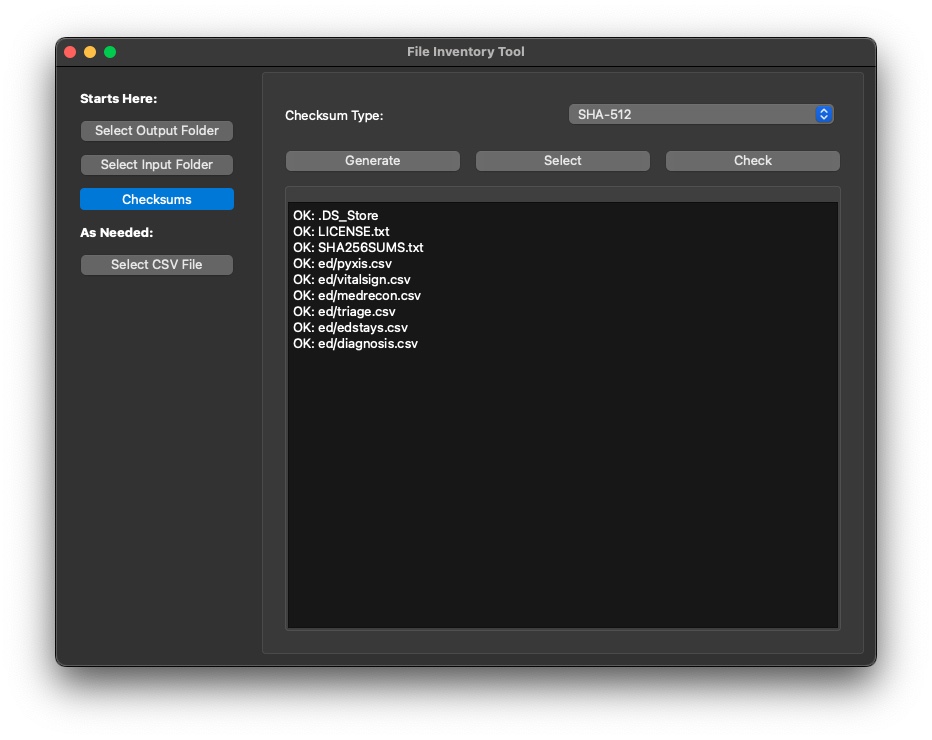 File Inventory Tool
Starts Here:
Select Output Folder
Select Input Folder
Checksums
As Needed:
Select CSV File
Checksum Type:
SHA-512
Generate
Select
Check
OK: .DS_Store
OK: LICENSE.txt
OK: SHA256SUMS.txt
OK: ed/pyxis.csv
OK: ed/vitalsign.csv
OK: ed/medrecon.csv
OK: ed/triage.csv
OK: ed/edstays.csv
OK: ed/diagnosis.csv